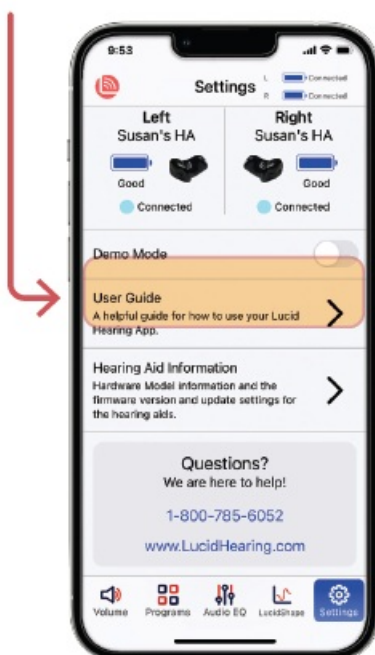 9:53
Settings
L Connected
R Connected
Left Right
Susan's HA Susan's HA
Good Good
Connected Connected
Demo Mode
User Guide
A helpful guide for how to use your Lucid
Hearing App.
Hearing Aid Information
Hardware Model information and the
firmware version and update settings for
the hearing aids.
Questions?
We are here to help!
1-800-785-6052
www.LucidHearing.com
Volume Programs Audio EQ LucidShape Settings